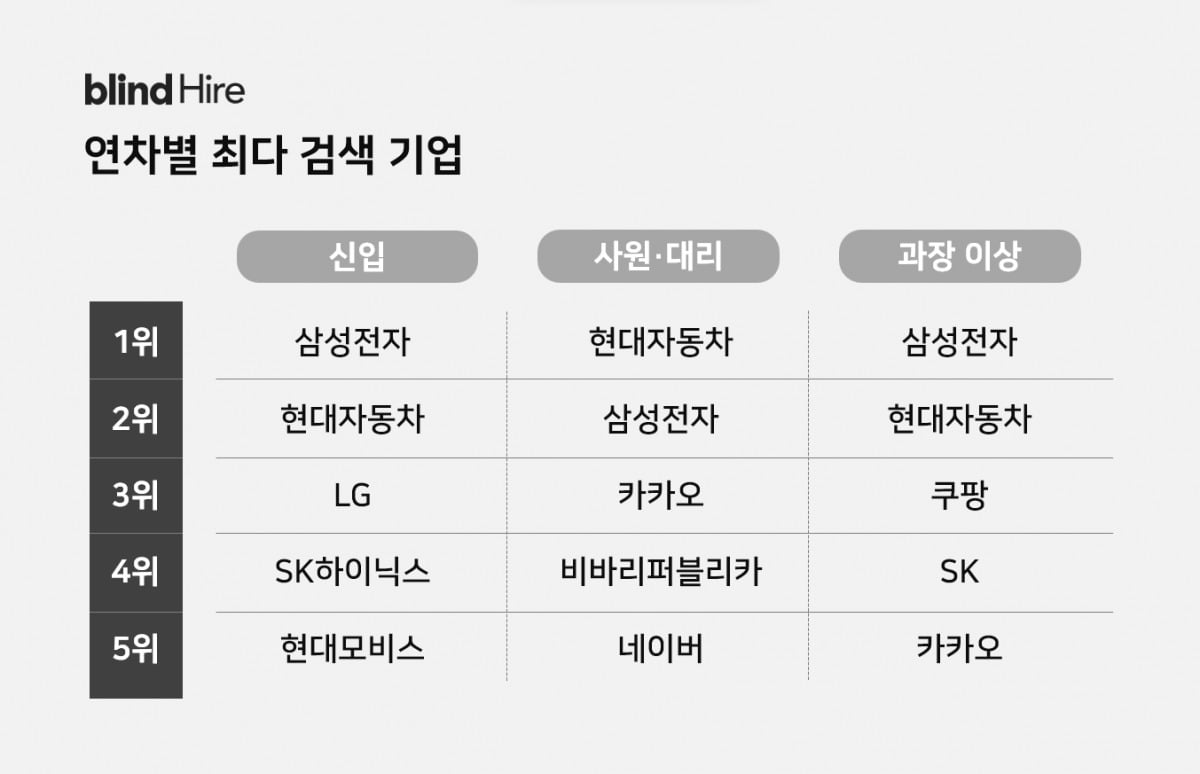 blind Hire
연차별 최다 검색 기업
신입 사원·대리 과장 이상
1위 삼성전자 현대자동차 삼성전자
2위 현대자동차 삼성전자 현대자동차
3위 LG 카카오 쿠팡
4위 SK하이닉스 비바리퍼블리카 SK
5위 현대모비스 네이버 카카오